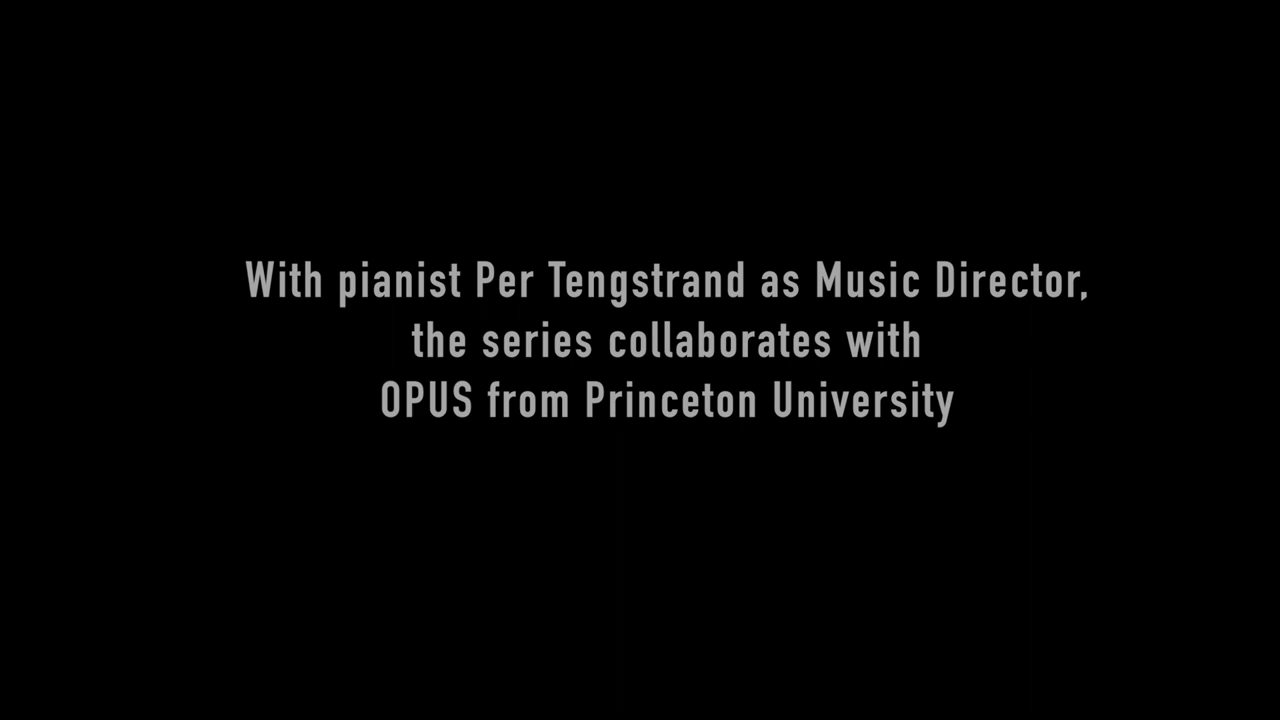 With pianist Per Tengstrand as Music Director,
the series collaborates with
OPUS from Princeton University